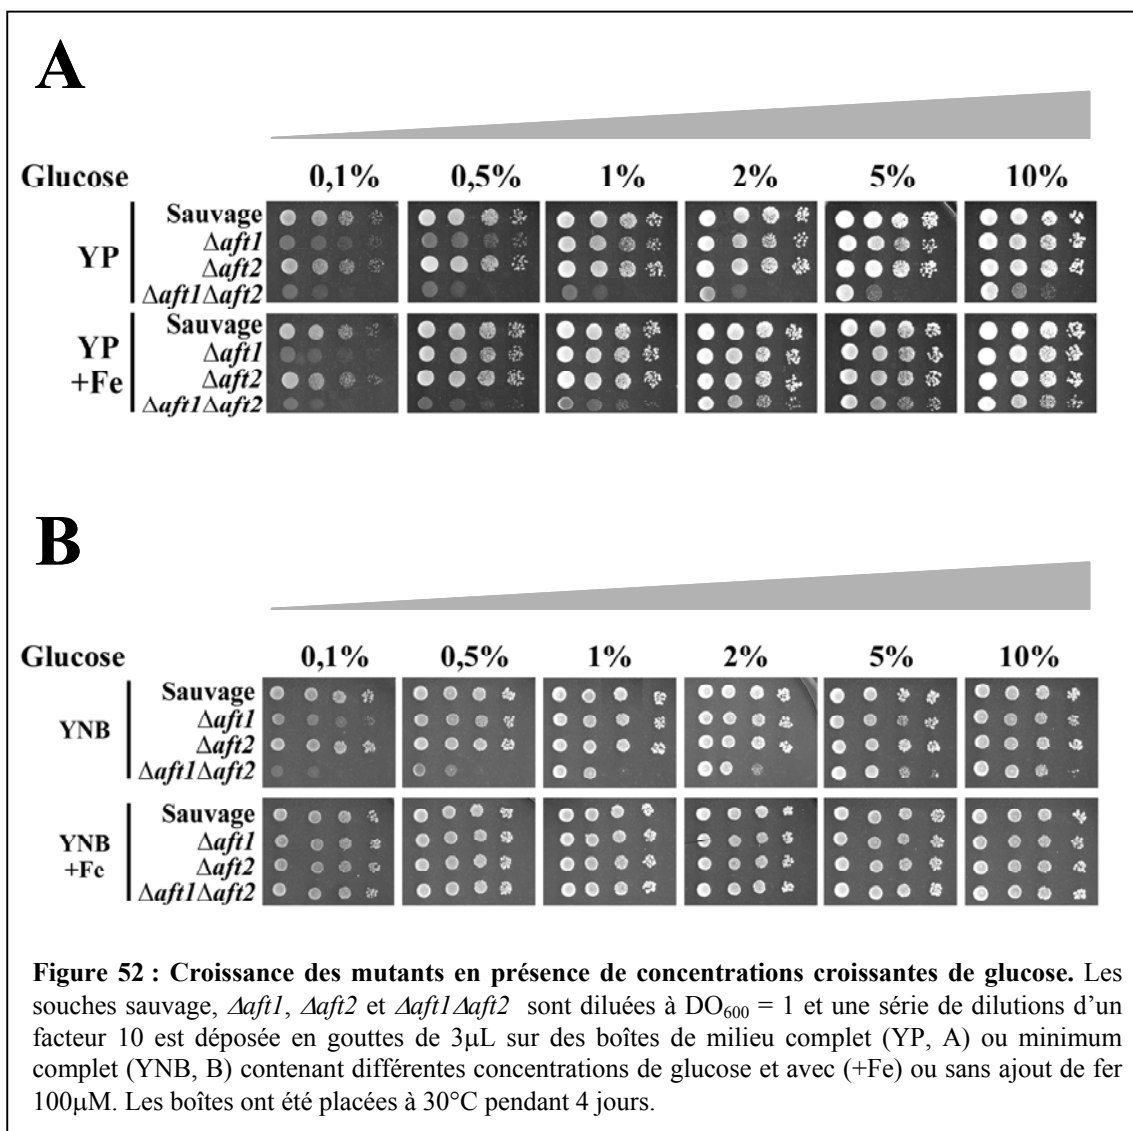 A
Glucose 0,1% 0,5% 1% 2% 5% 10%
Sauvage
Δaft1
YP
Δaft2
Δaft1Δaft2
Sauvage
YP
Δaft1
+Fe
Δaft2
Δaft1Δaft2
B
Glucose 0,1% 0,5% 1% 2% 5% 10%
Sauvage
YNB
Δaft1
Δaft2
Δaft1Δaft2
Sauvage
YNB
Δaft1
+Fe
Δaft2
Δaft1Δaft2
Figure 52 : Croissance des mutants en présence de concentrations croissantes de glucose. Les
souches sauvage, Δaft1, Δaft2 et Δaft1Δaft2 sont diluées à DO600 = 1 et une série de dilutions d’un
facteur 10 est déposée en gouttes de 3μL sur des boîtes de milieu complet (YP, A) ou minimum
complet (YNB, B) contenant différentes concentrations de glucose et avec (+Fe) ou sans ajout de fer
100μM. Les boîtes ont été placées à 30°C pendant 4 jours.